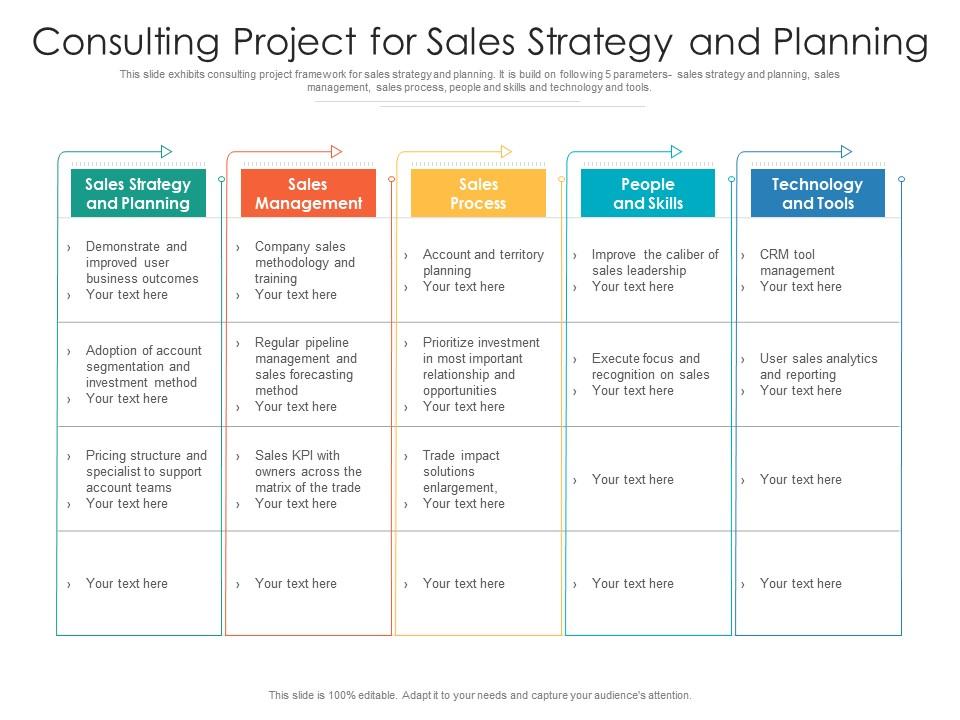 Consulting Project for Sales Strategy and Planning
This slide exhibits consulting project framework for sales strategy and planning. It is build on following 5 parameters- sales strategy and planning, sales
management, sales process, people and skills and technology and tools.
Sales Strategy
and Planning
› Demonstrate and
improved user
business outcomes
› Your text here
› Adoption of account
segmentation and
investment method
› Your text here
› Pricing structure and
specialist to support
account teams
› Your text here
› Your text here
Sales
Management
› Company sales
methodology and
training
› Your text here
› Regular pipeline
management and
sales forecasting
method
› Your text here
› Sales KPI with
owners across the
matrix of the trade
› Your text here
› Your text here
Sales
Process
› Account and territory
planning
› Your text here
› Prioritize investment
in most important
relationship and
opportunities
› Your text here
› Trade impact
solutions
enlargement,
› Your text here
› Your text here
People
and Skills
› Improve the caliber of
sales leadership
› Your text here
› Execute focus and
recognition on sales
› Your text here
› Your text here
› Your text here
Technology
and Tools
› CRM tool
management
› Your text here
› User sales analytics
and reporting
› Your text here
› Your text here
› Your text here
This slide is 100% editable. Adapt it to your needs and capture your audience's attention.